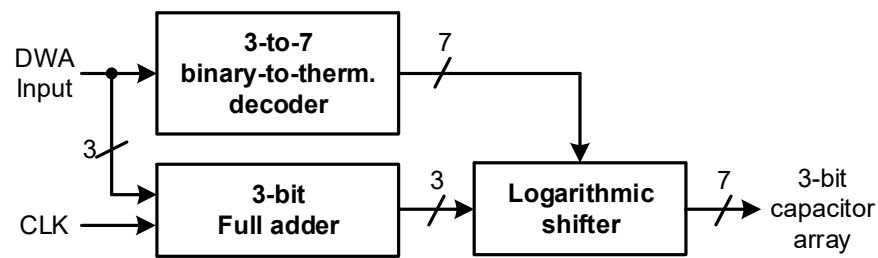 DWA
Input
3-to-7
binary-to-therm.
decoder
7
3
CLK
3-bit
Full adder
3
Logarithmic
shifter
7
3-bit
capacitor
array